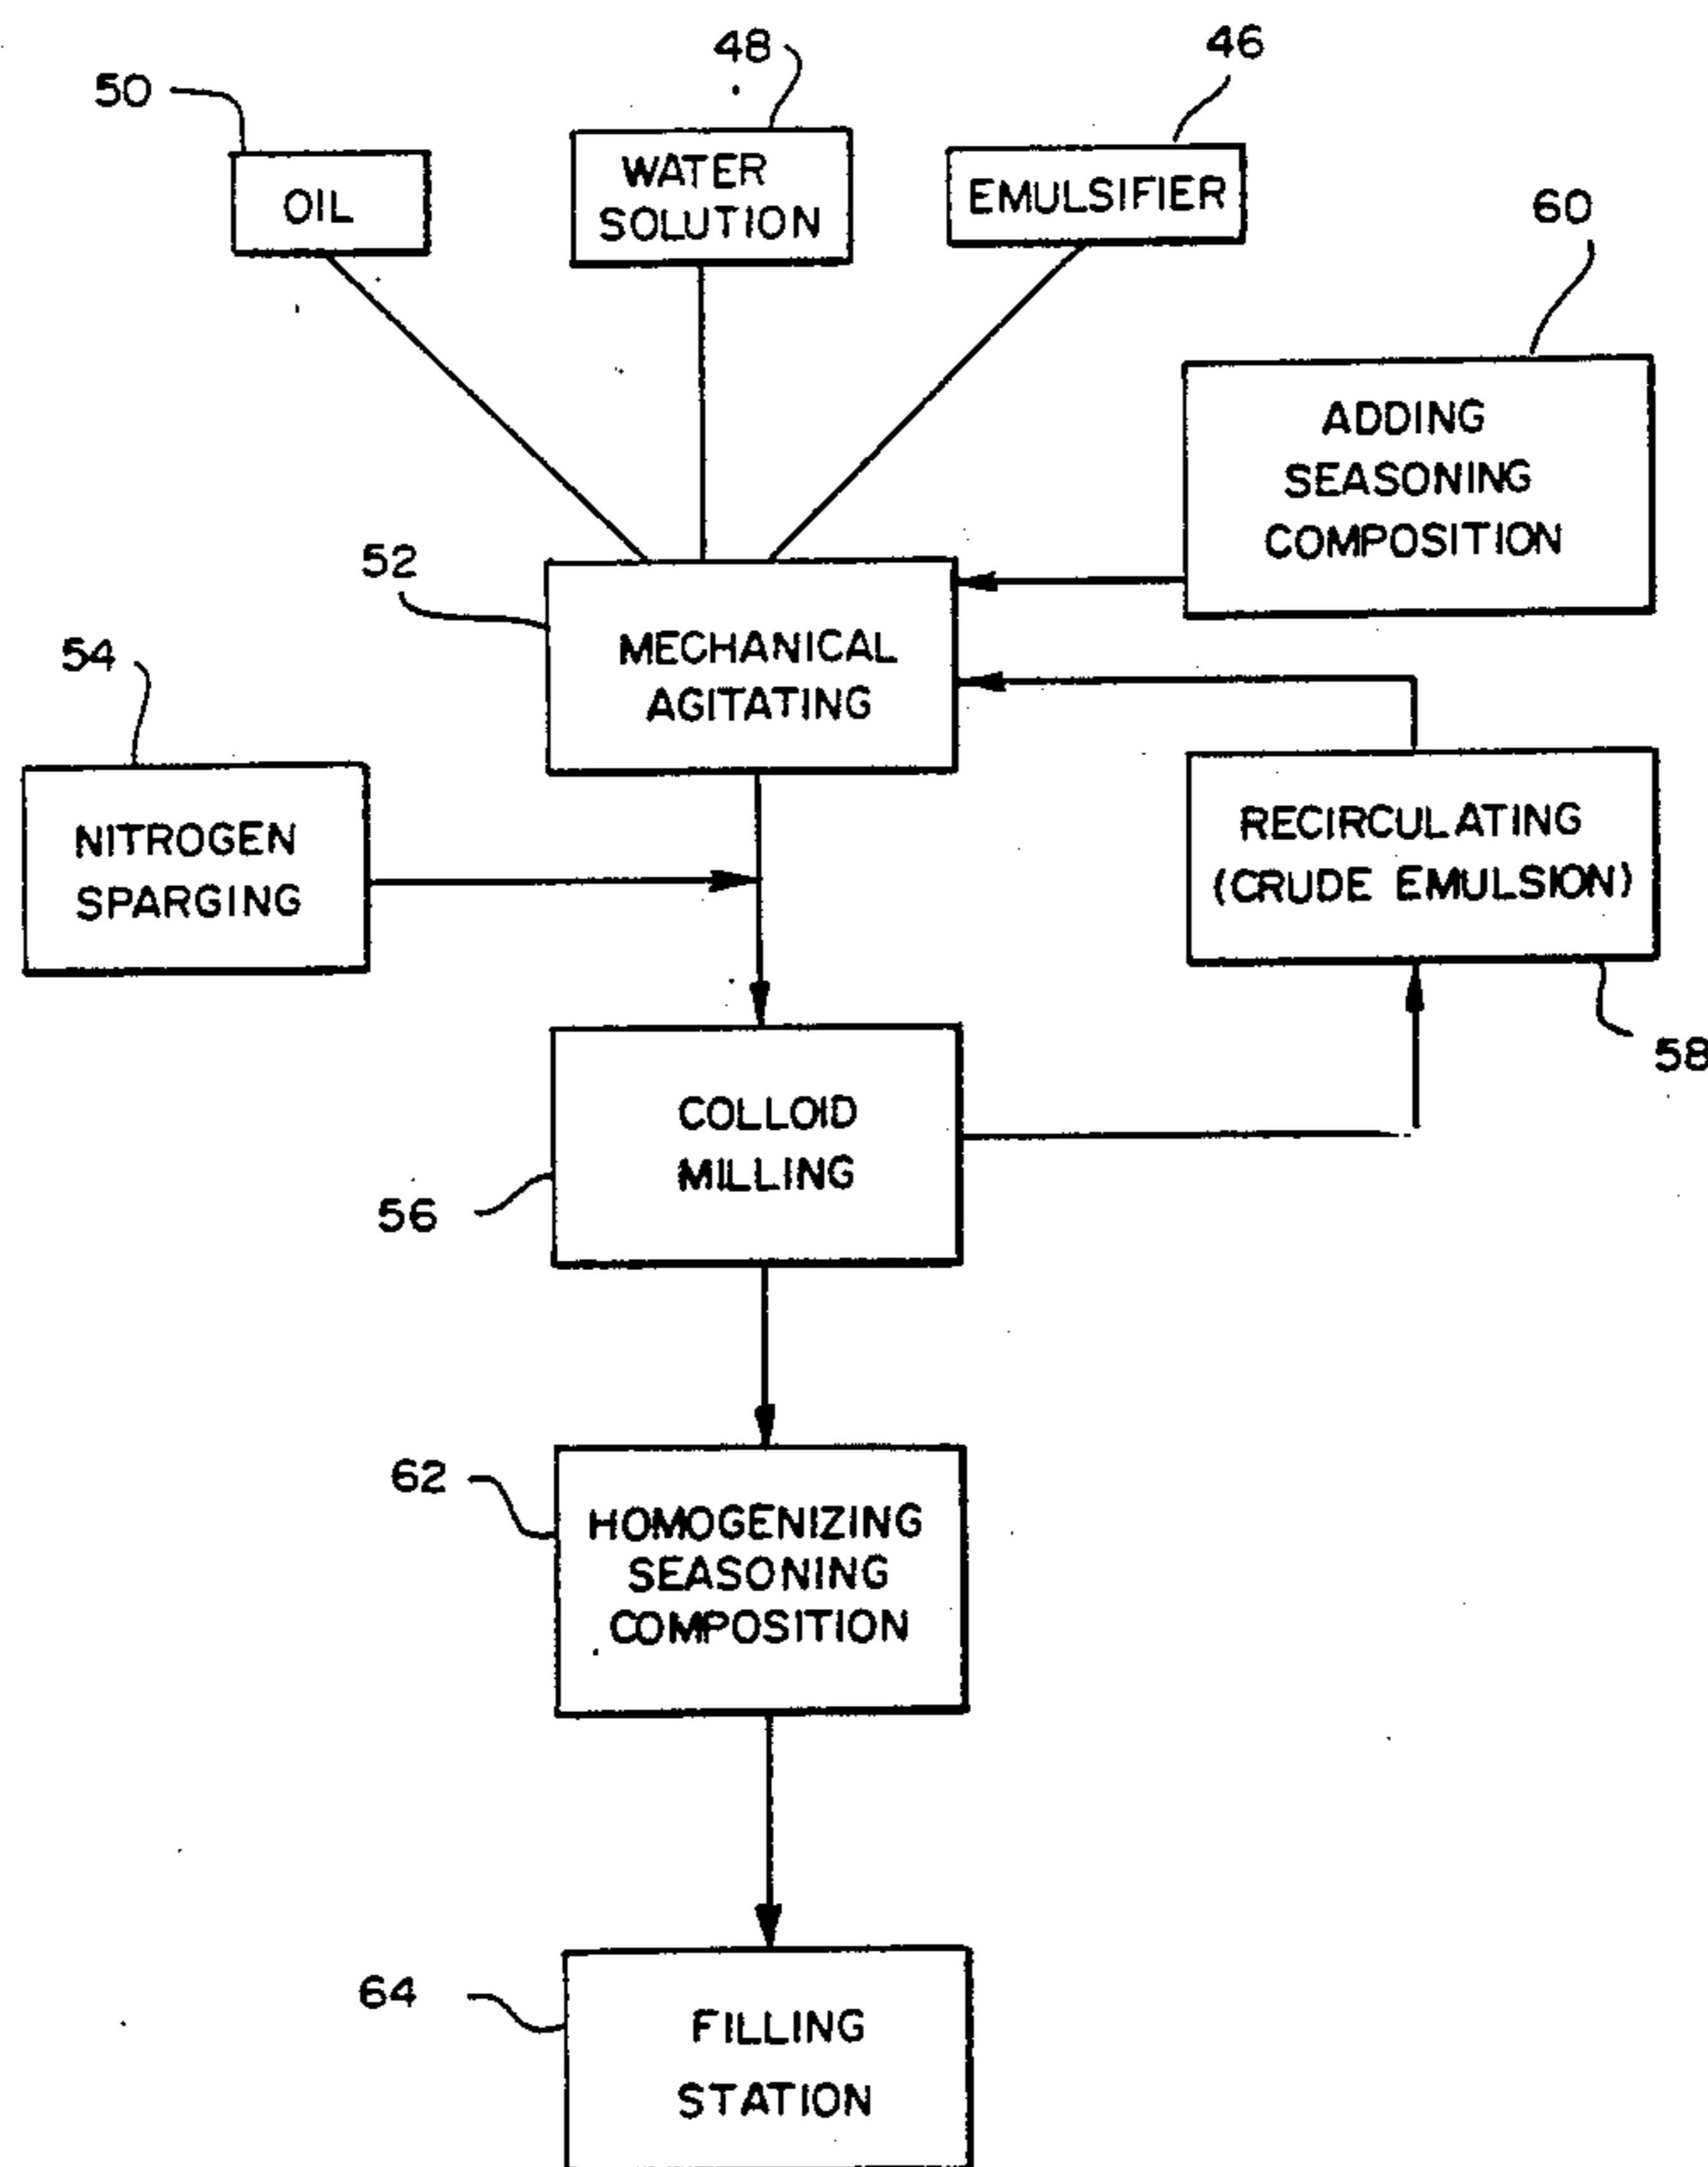 48
46
50
OIL
WATER
SOLUTION
EMULSIFIER
60
ADDING
SEASONING
COMPOSITION
52
MECHANICAL
AGITATING
54
NITROGEN
SPARGING
RECIRCULATING
(CRUDE EMULSION)
58
COLLOID
MILLING
56
62
HOMOGENIZING
SEASONING
COMPOSITION
64
FILLING
STATION